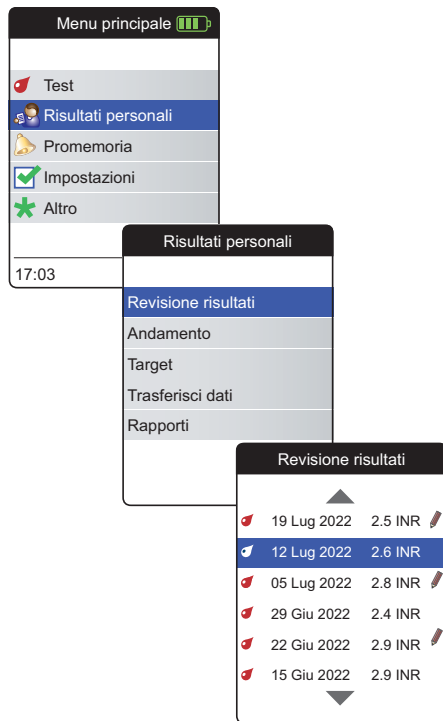 Menu principale
Test
Risultati personali
Promemoria
Impostazioni
Altro
17:03
Risultati personali
Revisione risultati
Andamento
Target
Trasferisci dati
Rapporti
Revisione risultati
19 Lug 2022 2.5 INR
12 Lug 2022 2.6 INR
05 Lug 2022 2.8 INR
29 Giu 2022 2.4 INR
22 Giu 2022 2.9 INR
15 Giu 2022 2.9 INR